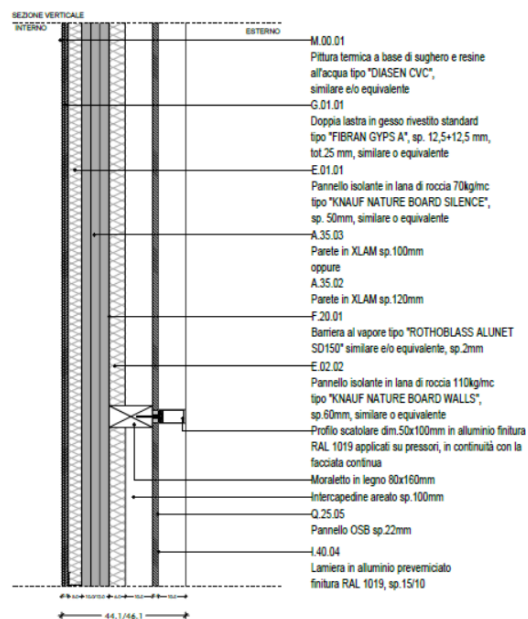 SEZIONE VERTICALE
INTERNO
ESTERNO
M.00.01
Pittura termica a base di sughero e resine
all'acqua tipo "DIASEN CVC",
similare e/o equivalente
G.01.01
Doppia lastra in gesso rivestito standard
tipo "FIBRAN GYPS A", sp. 12,5+12,5 mm,
tot.25 mm, similare o equivalente
E.01.01
Pannello isolante in lana di roccia 70kg/mc
tipo "KNAUF NATURE BOARD SILENCE",
sp. 50mm, similare o equivalente
A.35.03
Parete in XLAM sp.100mm
oppure
A.35.02
Parete in XLAM sp.120mm
F.20.01
Barriera al vapore tipo "ROTHOBLASS ALUNET
SD150" similare e/o equivalente, sp.2mm
E.02.02
Pannello isolante in lana di roccia 110kg/mc
tipo "KNAUF NATURE BOARD WALLS",
sp.60mm, similare o equivalente
Profilo scatolare dim.50x100mm in alluminio finitura
RAL 1019 applicati su pressori, in continuità con la
facciata continua
Moraletto in legno 80x160mm
Intercapedine areato sp.100mm
Q.25.05
Pannello OSB sp.22mm
I.40.04
Lamiera in alluminio preverniciato
finitura RAL 1019, sp.15/10
44.1/46.1